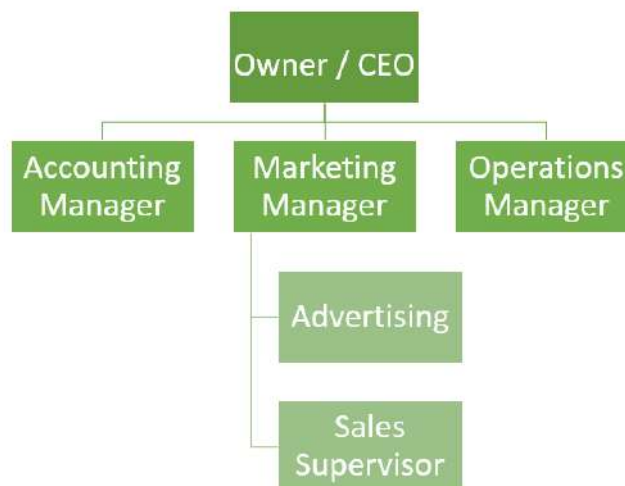 Owner / CEO
Accounting
Manager
Marketing
Manager
Operations
Manager
Advertising
Sales
Supervisor